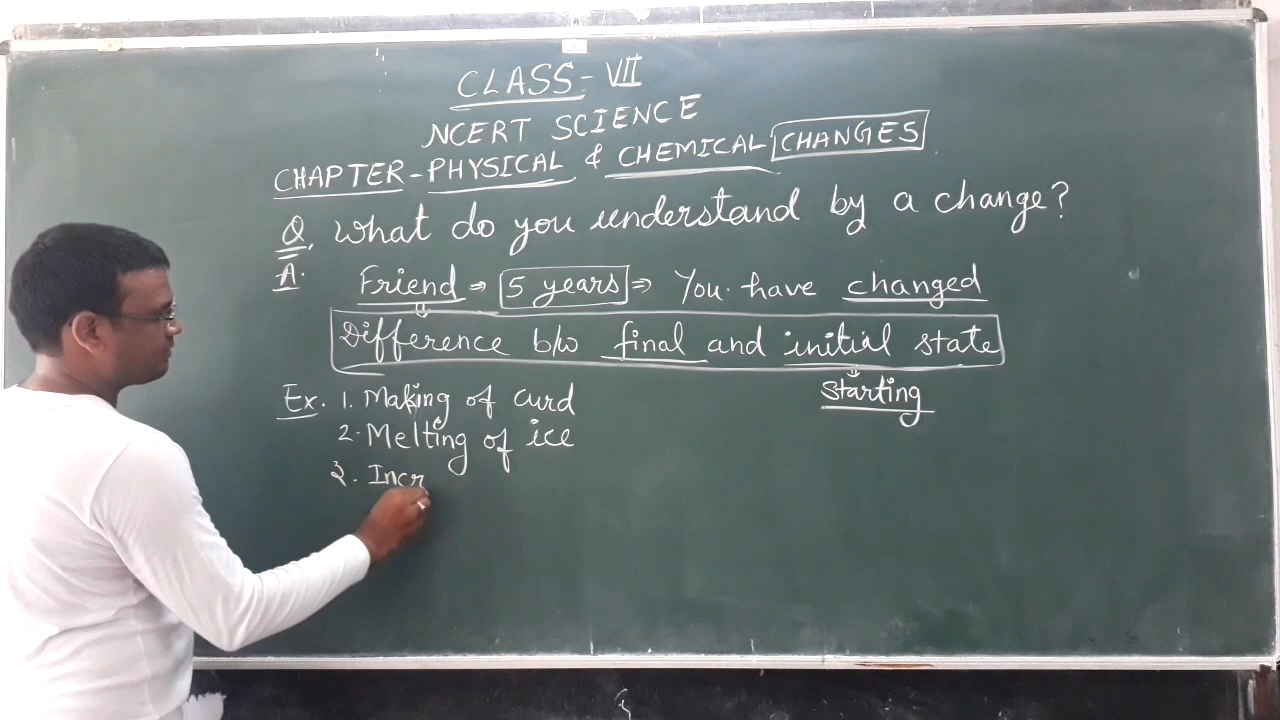 CLASS - VII
NCERT SCIENCE
CHAPTER - PHYSICAL & CHEMICAL CHANGES
Q. What do you understand by a change?
A. Friend ⇒ 5 years ⇒ You have changed
Difference b/w final and initial state
Starting
Ex. 1. Making of curd
2. Melting of ice
3. Incr